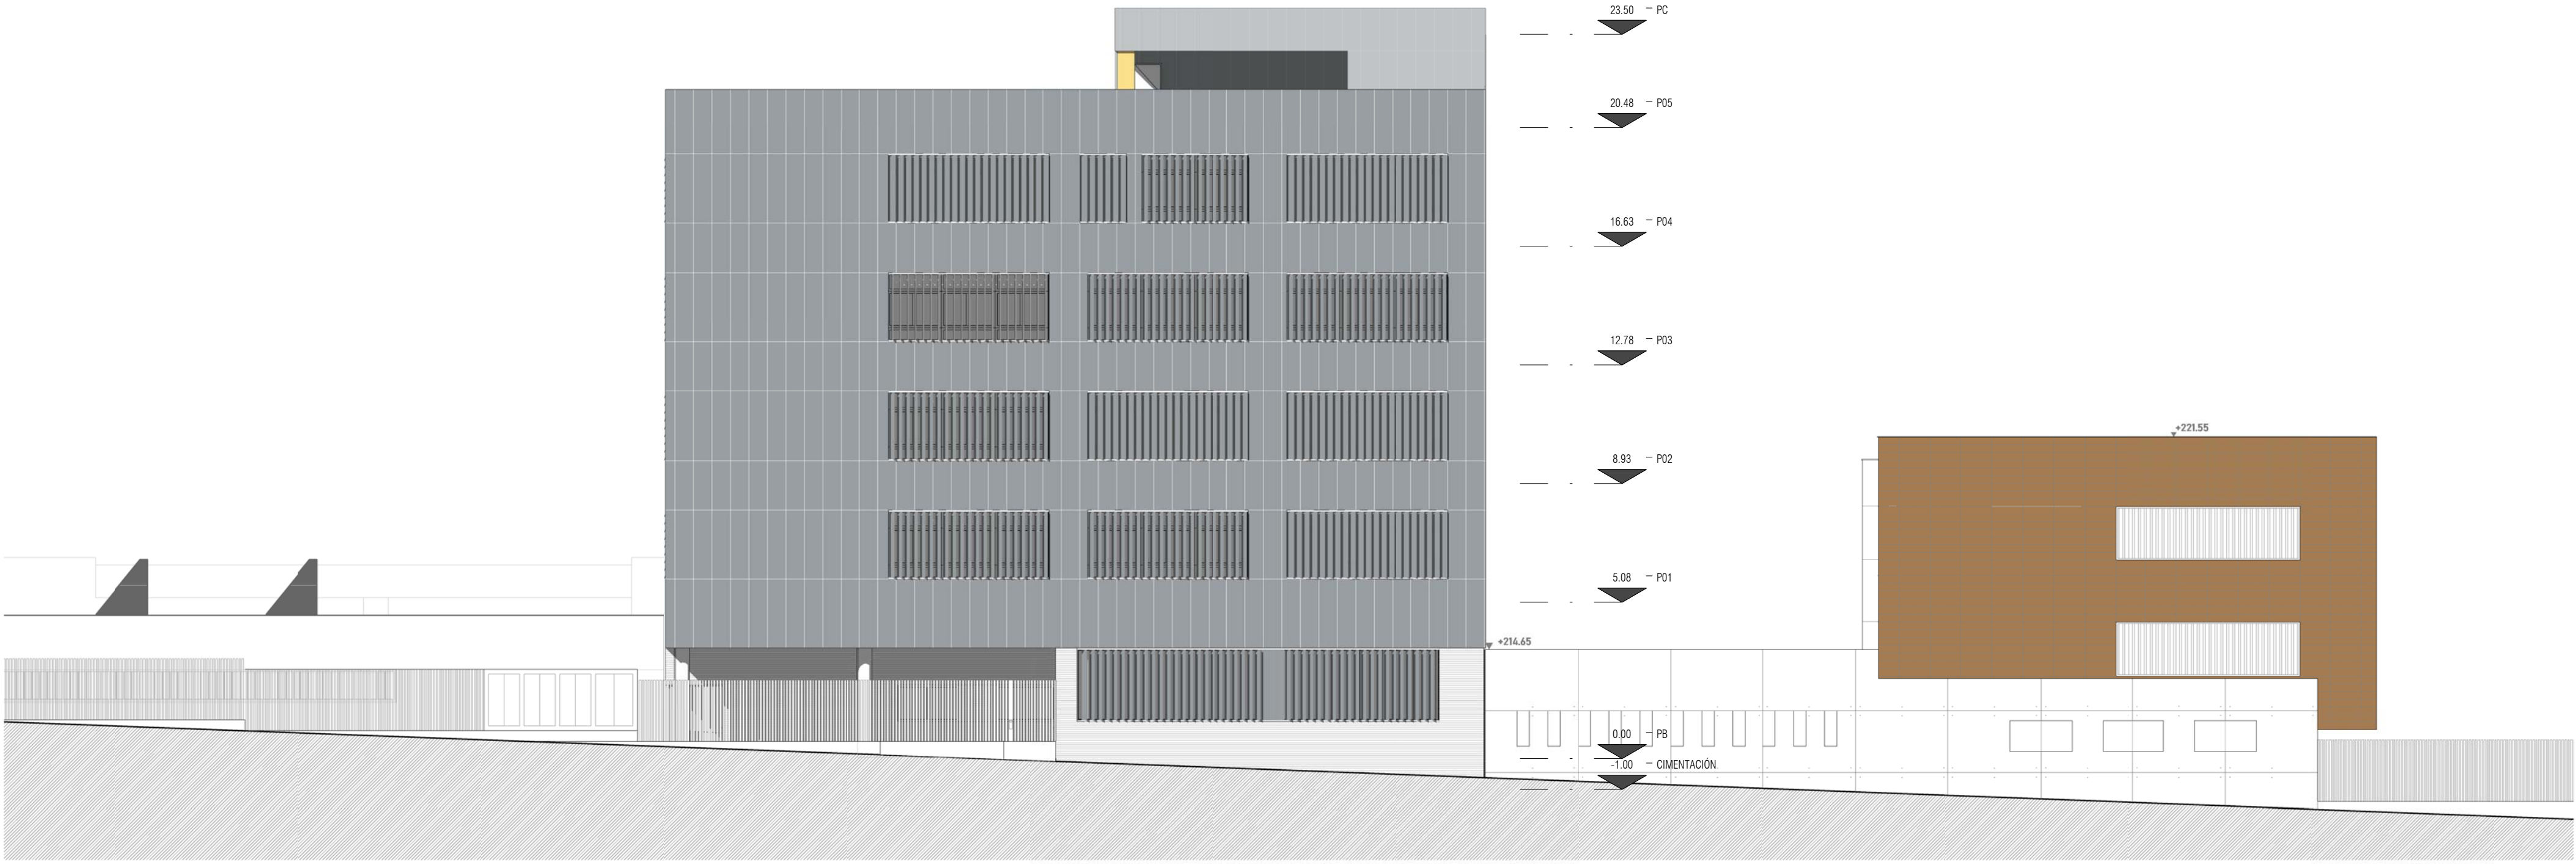 23.50 – PC
20.48 – P05
16.63 – P04
12.78 – P03
+221.55
8.93 – P02
5.08 – P01
+214.65
0.00 – PB
-1.00 – CIMENTACIÓN